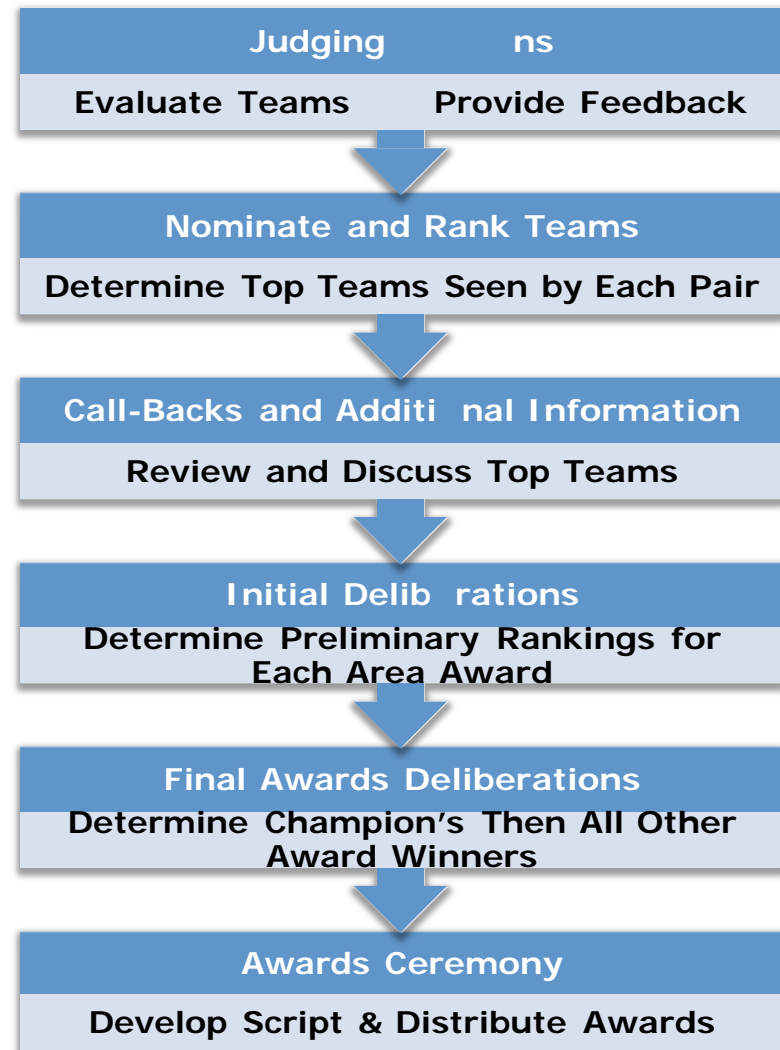 Judging ns
Evaluate Teams Provide Feedback
Nominate and Rank Teams
Determine Top Teams Seen by Each Pair
Call-Backs and Additi nal Information
Review and Discuss Top Teams
Initial Delib rations
Determine Preliminary Rankings for
Each Area Award
Final Awards Deliberations
Determine Champion's Then All Other
Award Winners
Awards Ceremony
Develop Script & Distribute Awards